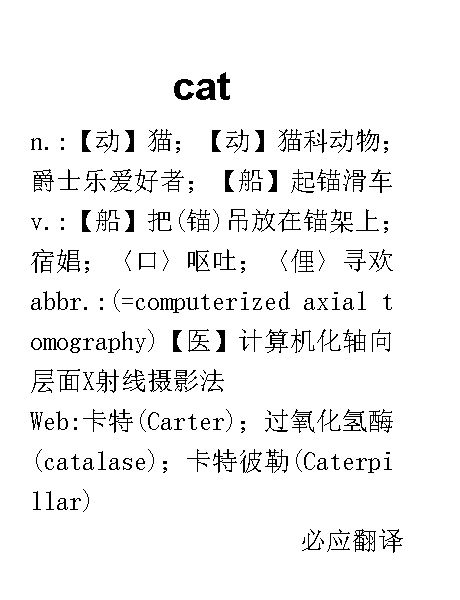 cat
n.:【动】猫；【动】猫科动物；
爵士乐爱好者；【船】起锚滑车
v.:【船】把(锚)吊放在锚架上；
宿娼；〈口〉呕吐；〈俚〉寻欢
abbr.:(=computerized axial t
omography)【医】计算机化轴向
层面X射线摄影法
Web:卡特(Carter)；过氧化氢酶
(catalase)；卡特彼勒(Caterpi
llar)
必应翻译